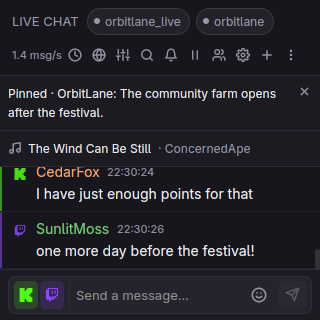 LIVE CHAT orbitlane_live orbitlane
1.4 msg/s
Pinned · OrbitLane: The community farm opens
after the festival.
The Wind Can Be Still · ConcernedApe
CedarFox 22:30:24
I have just enough points for that
SunlitMoss 22:30:26
one more day before the festival!
Send a message...